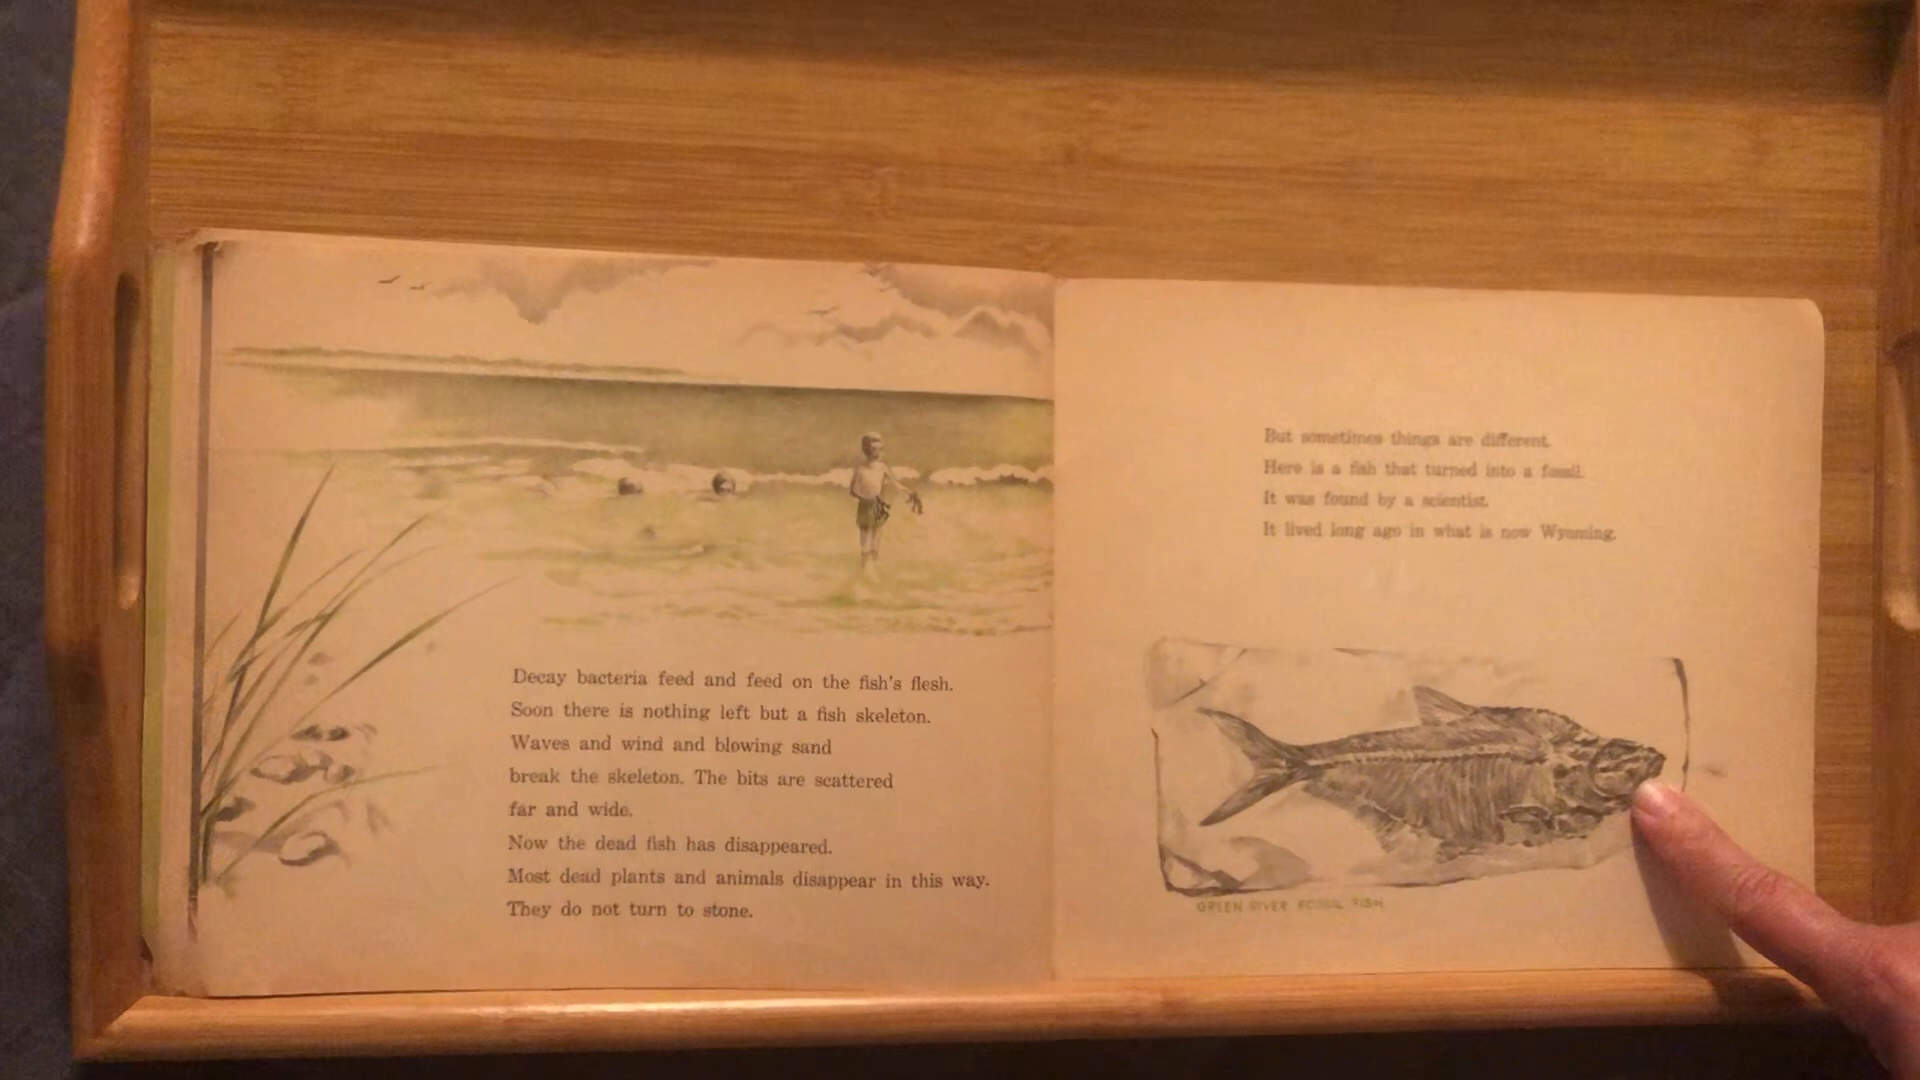 Decay bacteria feed and feed on the fish's flesh.
Soon there is nothing left but a fish skeleton.
Waves and wind and blowing sand
break the skeleton. The bits are scattered
far and wide.
Now the dead fish has disappeared.
Most dead plants and animals disappear in this way.
They do not turn to stone.
But sometimes things are different.
Here is a fish that turned into a fossil.
It was found by a scientist.
It lived long ago in what is now Wyoming.
GREEN RIVER FOSSIL FISH